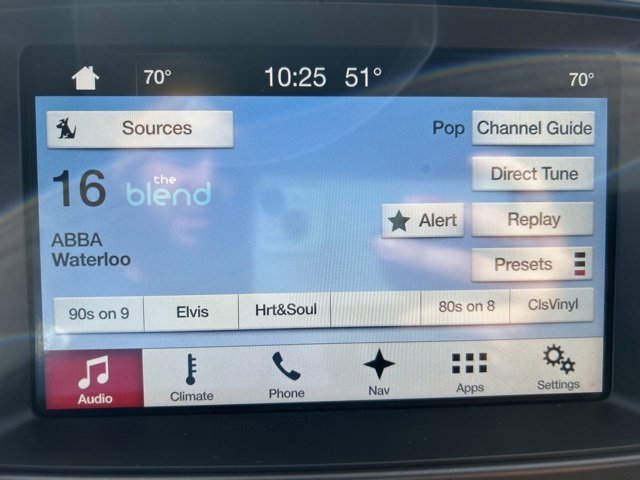 70° 10:25 51° 70°
Sources Pop Channel Guide
16 the blend Direct Tune
Alert Replay
ABBA
Waterloo
Presets
90s on 9 Elvis Hrt&Soul 80s on 8 ClsVinyl
Audio Climate Phone Nav Apps Settings